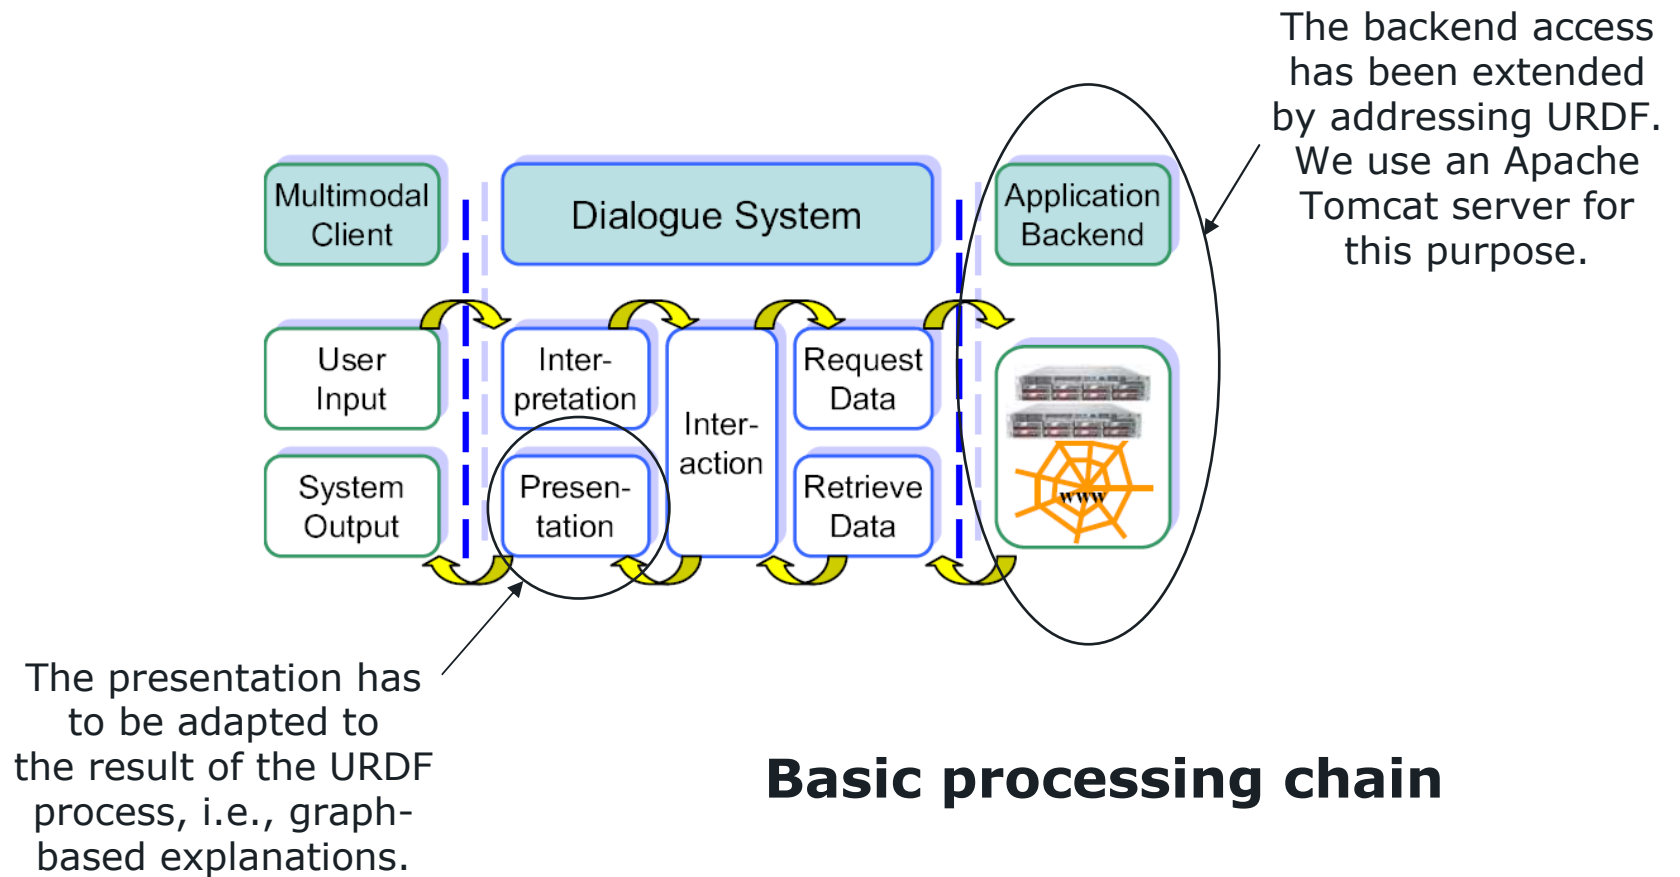 The backend access
has been extended
by addressing URDF.
We use an Apache
Tomcat server for
this purpose.
Multimodal
Client
Dialogue System
Application
Backend
User
Input
Inter-
pretation
Inter-
action
Request
Data
System
Output
Presen-
tation
Retrieve
Data
www
The presentation has
to be adapted to
the result of the URDF
process, i.e., graph-
based explanations.
Basic processing chain